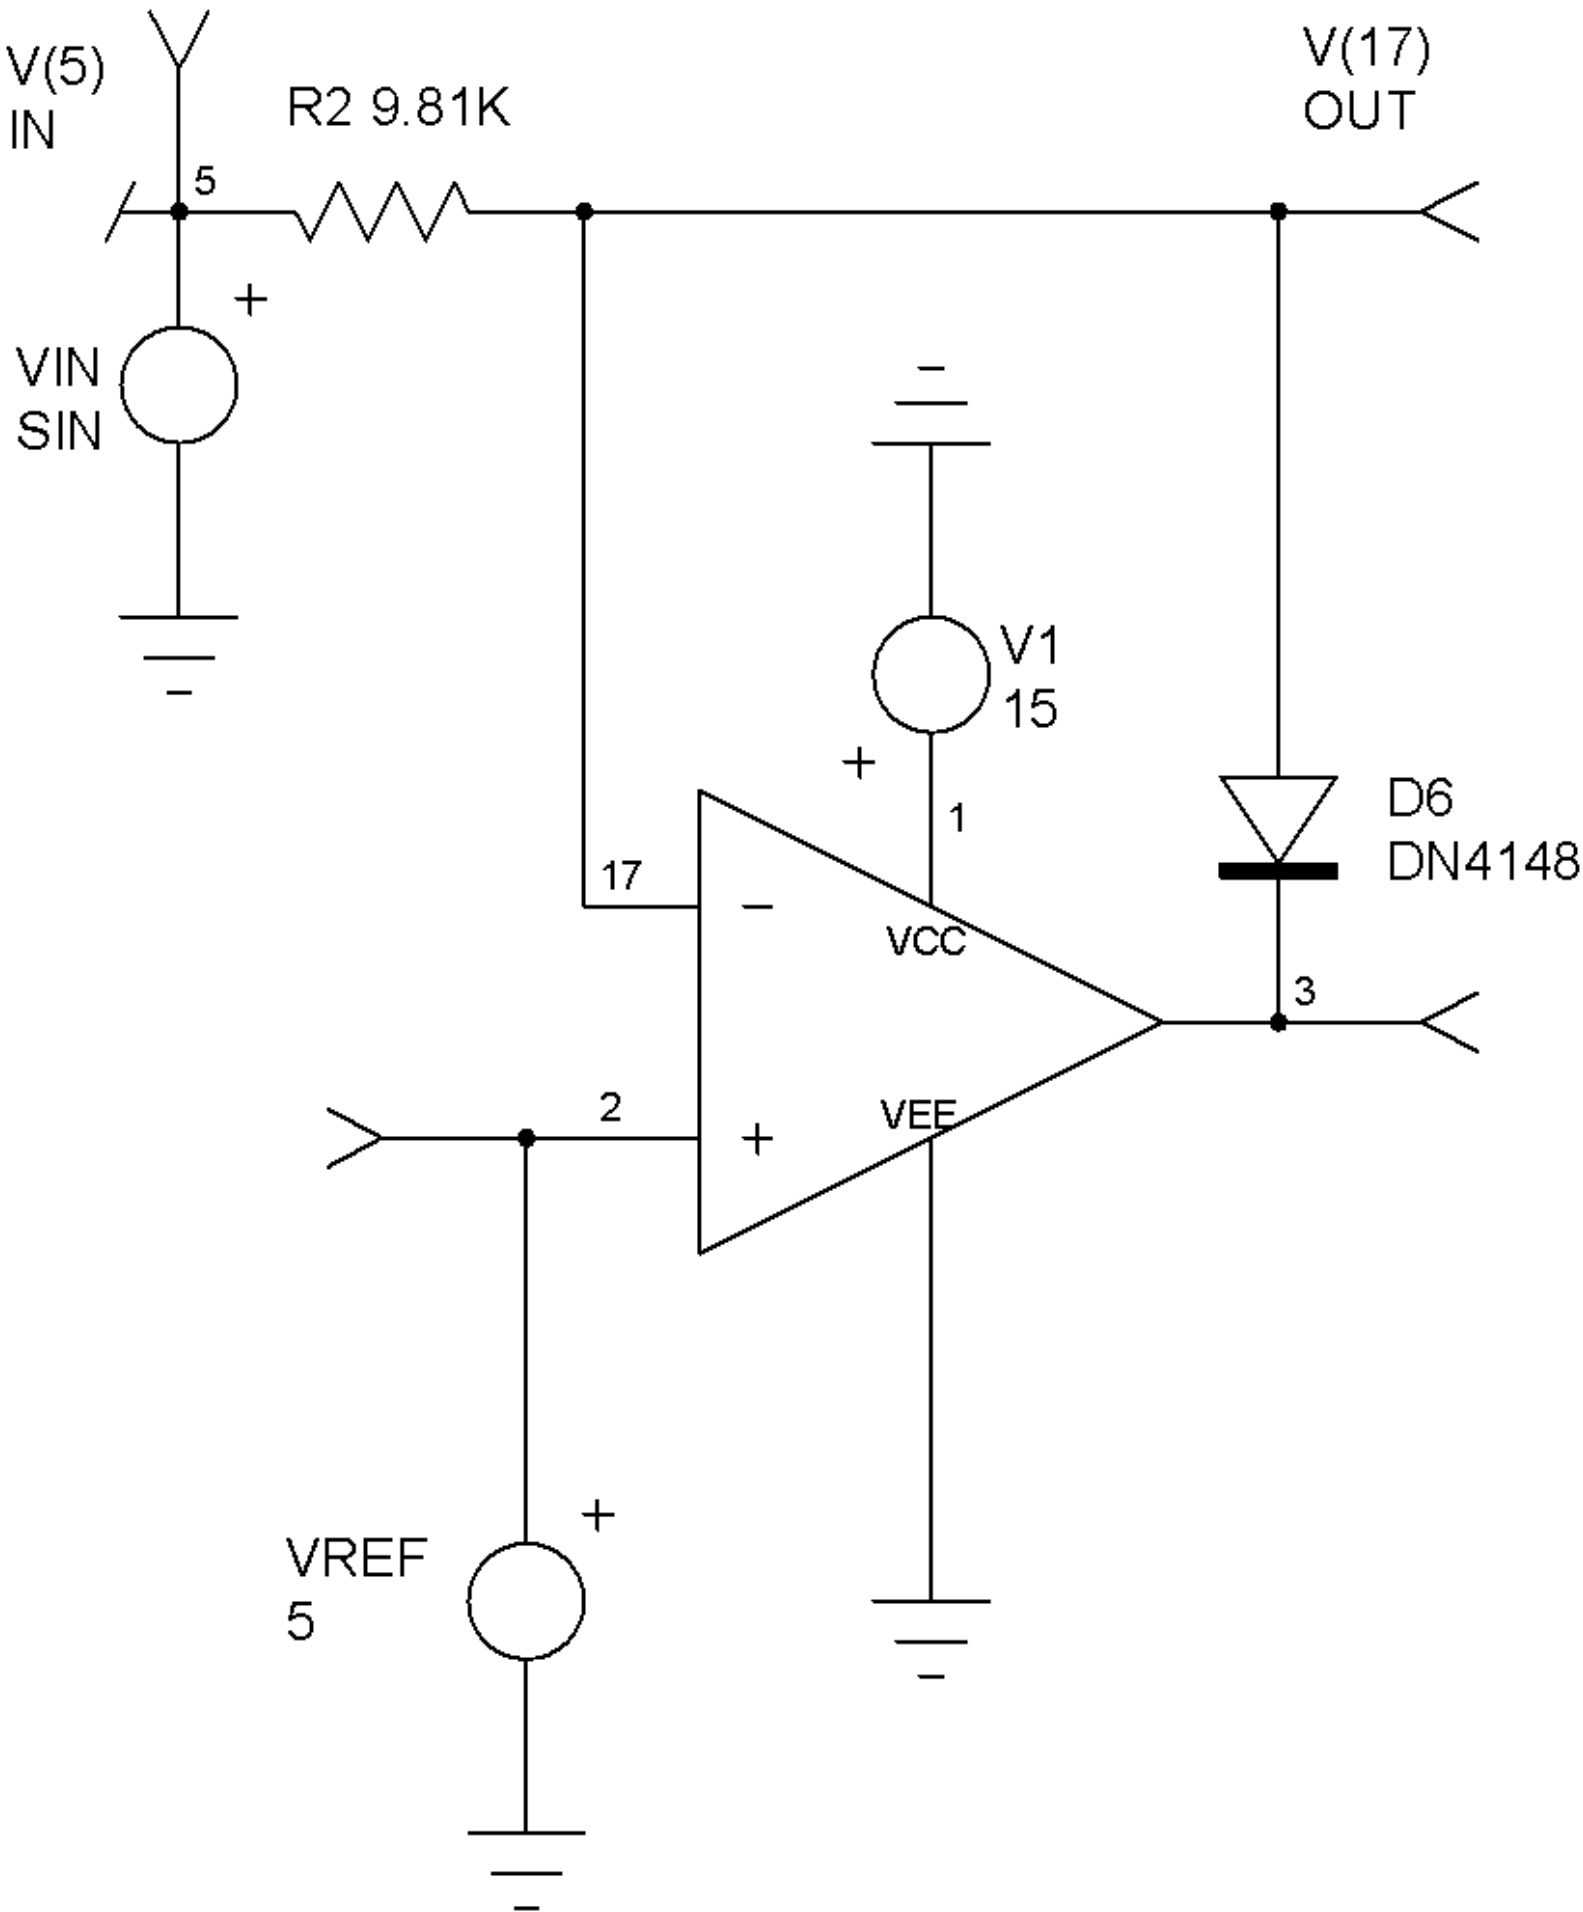 V(5)
IN
R2 9.81K
V(17)
OUT
5
+
VIN
SIN
V1
15
+
1
D6
DN4148
17
−
VCC
3
2
+
VEE
+
VREF
5